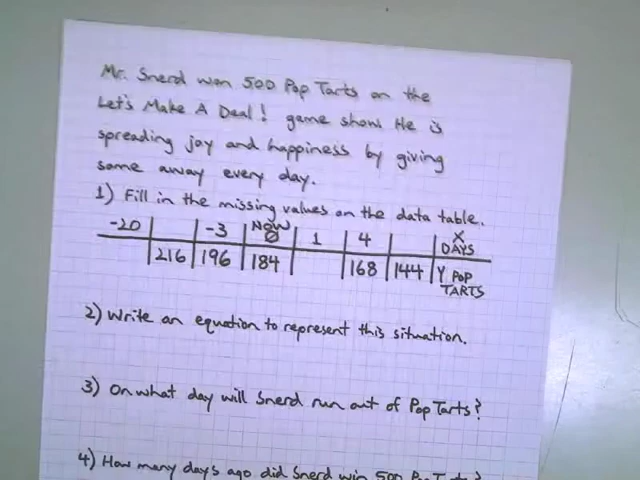 Mr. Snerd won 500 Pop Tarts on the
Let's Make A Deal! game show. He is
spreading joy and happiness by giving
some away every day.
1) Fill in the missing values on the data table.
-20 -3 NOW 0 1 4 X DAYS
216 196 184 168 144 Y POP TARTS
2) Write an equation to represent this situation.
3) On what day will Snerd run out of Pop Tarts?
4) How many days ago did Snerd win 500 Pop Tarts?